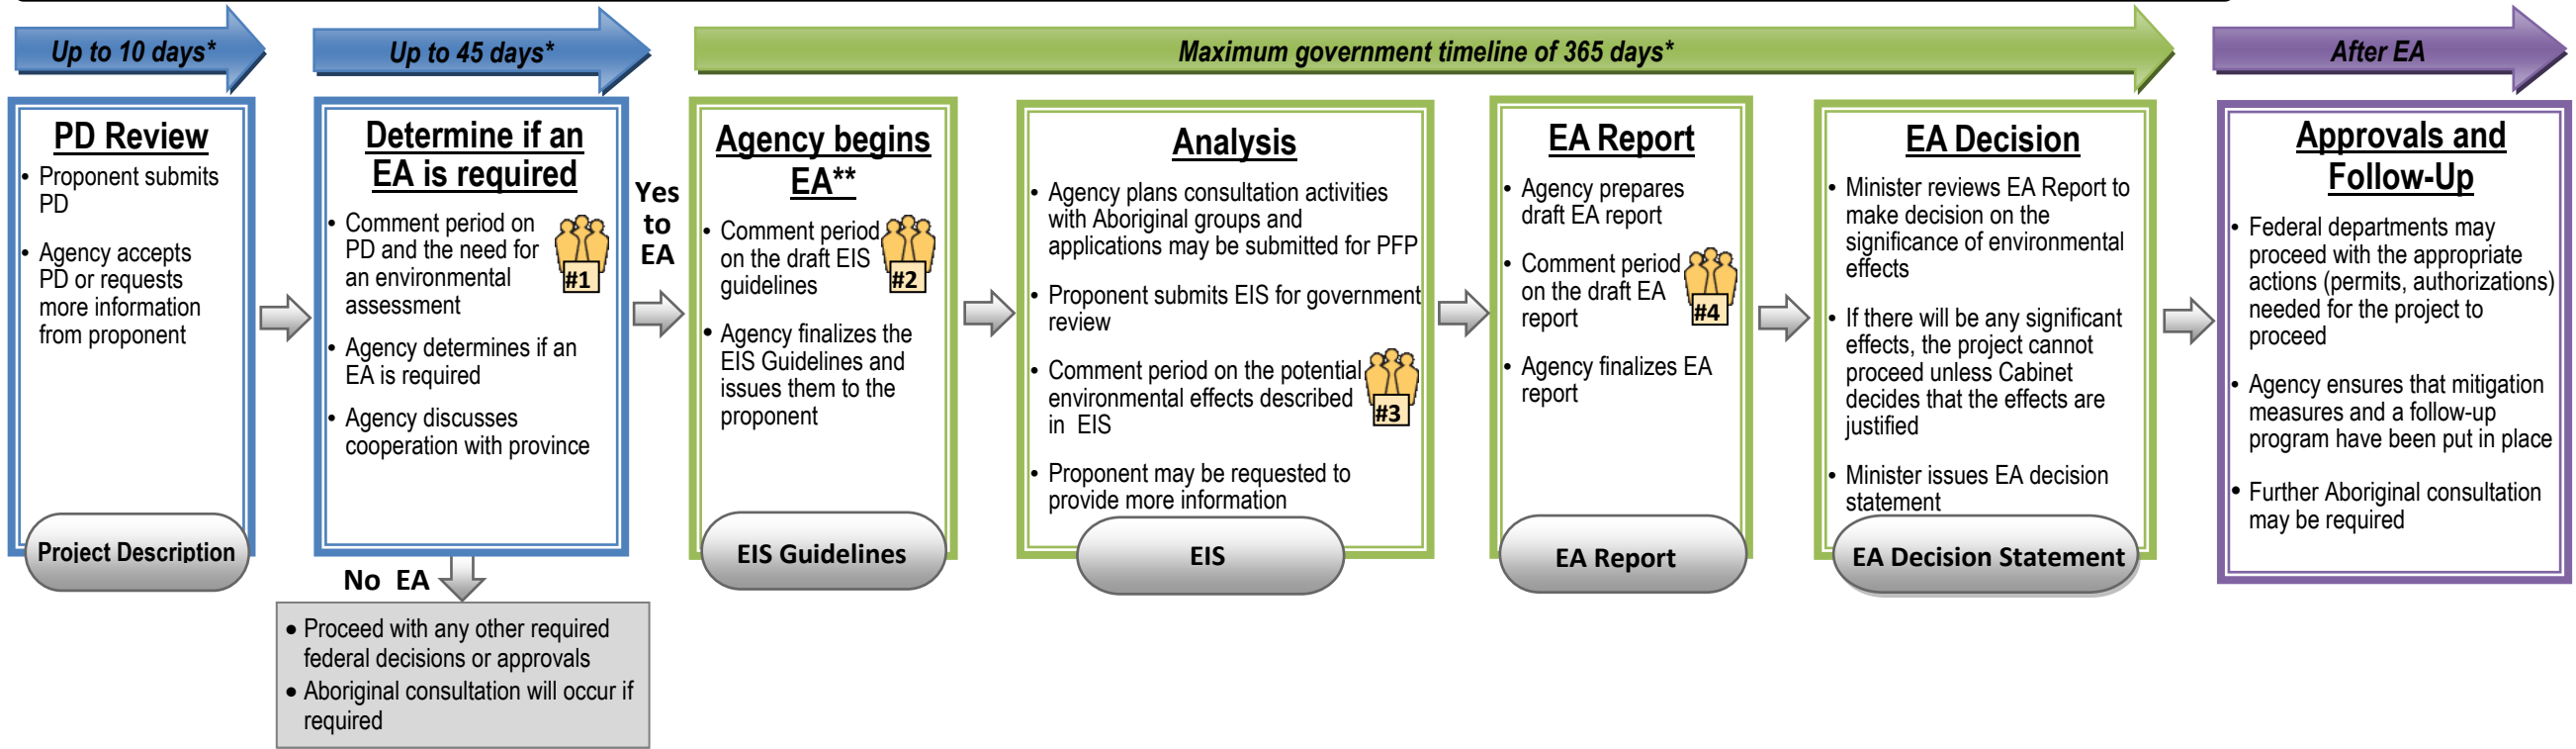 Up to 10 days*
Up to 45 days*
Maximum government timeline of 365 days*
After EA
PD Review
• Proponent submits
PD
• Agency accepts
PD or requests
more information
from proponent
Project Description
Determine if an
EA is required
• Comment period on
PD and the need for
an environmental
assessment
#1
• Agency determines if an
EA is required
• Agency discusses
cooperation with province
No EA
• Proceed with any other required
federal decisions or approvals
• Aboriginal consultation will occur if
required
Yes
to
EA
Agency begins
EA**
• Comment period
on the draft EIS
guidelines
#2
• Agency finalizes the
EIS Guidelines and
issues them to the
proponent
EIS Guidelines
Analysis
• Agency plans consultation activities
with Aboriginal groups and
applications may be submitted for PFP
• Proponent submits EIS for government
review
• Comment period on the potential
environmental effects described
in EIS
#3
• Proponent may be requested to
provide more information
EIS
EA Report
• Agency prepares
draft EA report
• Comment period
on the draft EA
report
#4
• Agency finalizes EA
report
EA Report
EA Decision
• Minister reviews EA Report to
make decision on the
significance of environmental
effects
• If there will be any significant
effects, the project cannot
proceed unless Cabinet
decides that the effects are
justified
• Minister issues EA decision
statement
EA Decision Statement
Approvals and
Follow-Up
• Federal departments may
proceed with the appropriate
actions (permits, authorizations)
needed for the project to
proceed
• Agency ensures that mitigation
measures and a follow-up
program have been put in place
• Further Aboriginal consultation
may be required